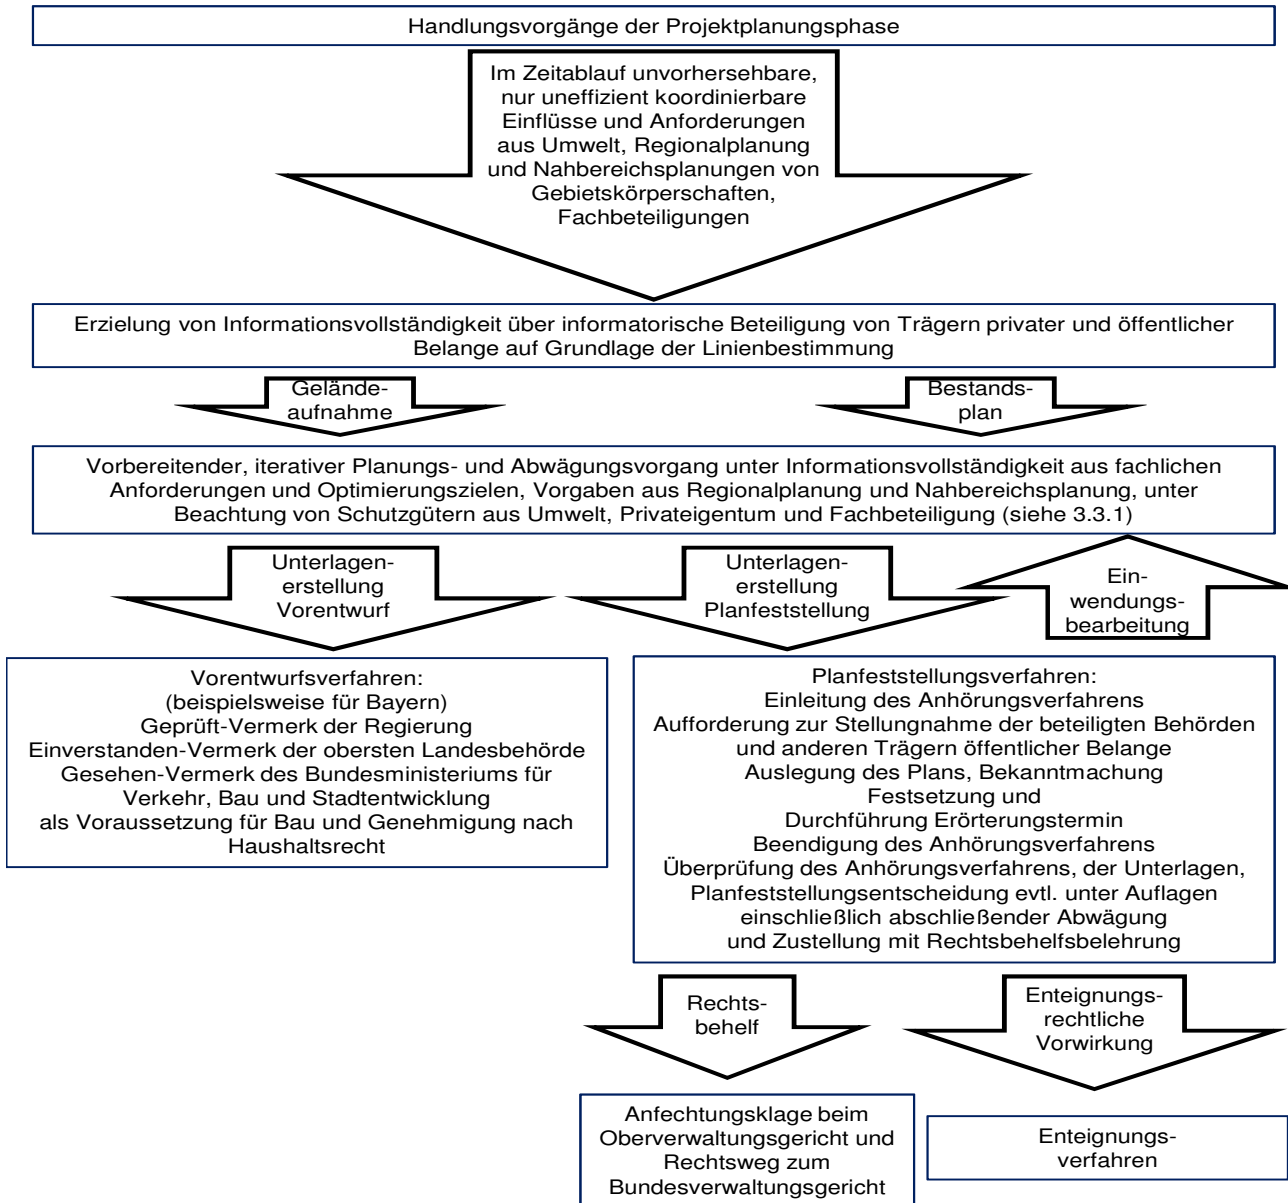 Handlungsvorgänge der Projektplanungsphase
Im Zeitablauf unvorhersehbare,
nur uneffizient koordinierbare
Einflüsse und Anforderungen
aus Umwelt, Regionalplanung
und Nahbereichsplanungen von
Gebietskörperschaften,
Fachbeteiligungen
Erzielung von Informationsvollständigkeit über informatorische Beteiligung von Trägern privater und öffentlicher
Belange auf Grundlage der Linienbestimmung
Gelände-
aufnahme
Bestands-
plan
Vorbereitender, iterativer Planungs- und Abwägungsvorgang unter Informationsvollständigkeit aus fachlichen
Anforderungen und Optimierungszielen, Vorgaben aus Regionalplanung und Nahbereichsplanung, unter
Beachtung von Schutzgütern aus Umwelt, Privateigentum und Fachbeteiligung (siehe 3.3.1)
Unterlagen-
erstellung
Vorentwurf
Unterlagen-
erstellung
Planfeststellung
Ein-
wendungs-
bearbeitung
Vorentwurfsverfahren:
(beispielsweise für Bayern)
Geprüft-Vermerk der Regierung
Einverstanden-Vermerk der obersten Landesbehörde
Gesehen-Vermerk des Bundesministeriums für
Verkehr, Bau und Stadtentwicklung
als Voraussetzung für Bau und Genehmigung nach
Haushaltsrecht
Planfeststellungsverfahren:
Einleitung des Anhörungsverfahrens
Aufforderung zur Stellungnahme der beteiligten Behörden
und anderen Trägern öffentlicher Belange
Auslegung des Plans, Bekanntmachung
Festsetzung und
Durchführung Erörterungstermin
Beendigung des Anhörungsverfahrens
Überprüfung des Anhörungsverfahrens, der Unterlagen,
Planfeststellungsentscheidung evtl. unter Auflagen
einschließlich abschließender Abwägung
und Zustellung mit Rechtsbehelfsbelehrung
Rechts-
behelf
Enteignungs-
rechtliche
Vorwirkung
Anfechtungsklage beim
Oberverwaltungsgericht und
Rechtsweg zum
Bundesverwaltungsgericht
Enteignungs-
verfahren